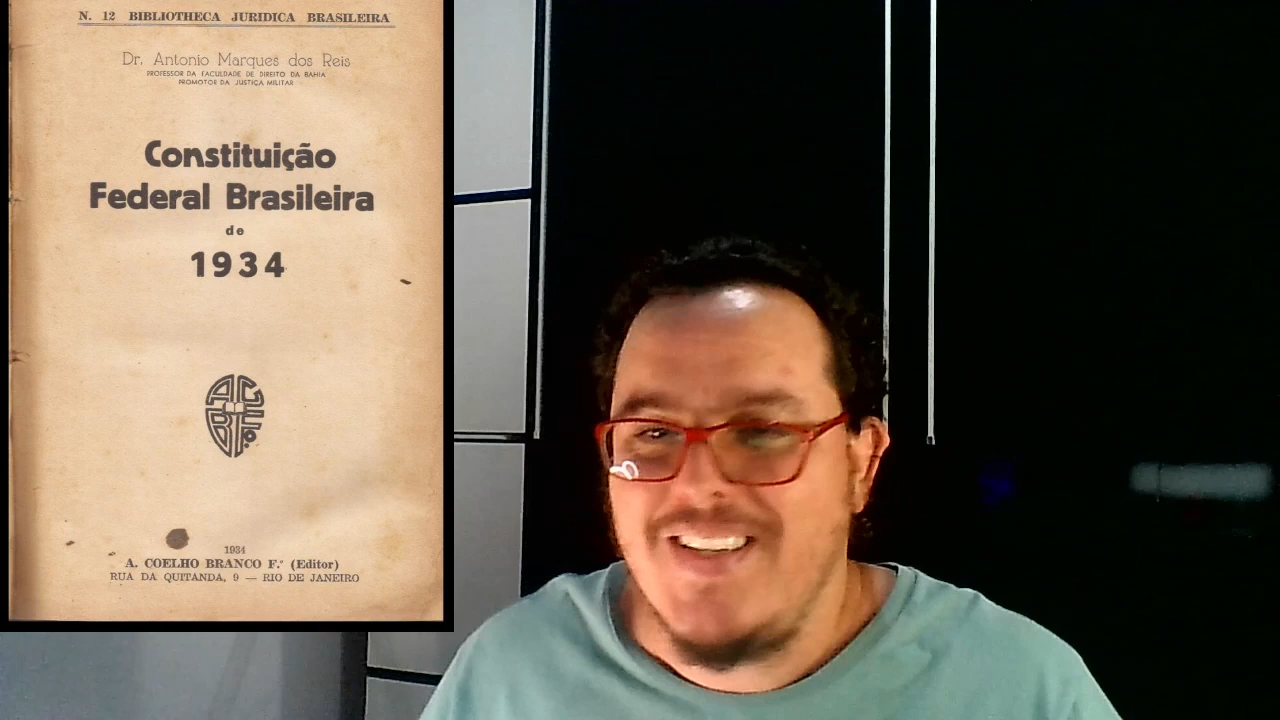 N. 12 BIBLIOTHECA JURIDICA BRASILEIRA
Dr. Antonio Marques dos Reis
PROFESSOR DA FACULDADE DE DIREITO DA BAHIA
PROMOTOR DA JUSTIÇA MILITAR
Constituição
Federal Brasileira
de
1934
1934
A. COELHO BRANCO F.º (Editor)
RUA DA QUITANDA, 9 — RIO DE JANEIRO